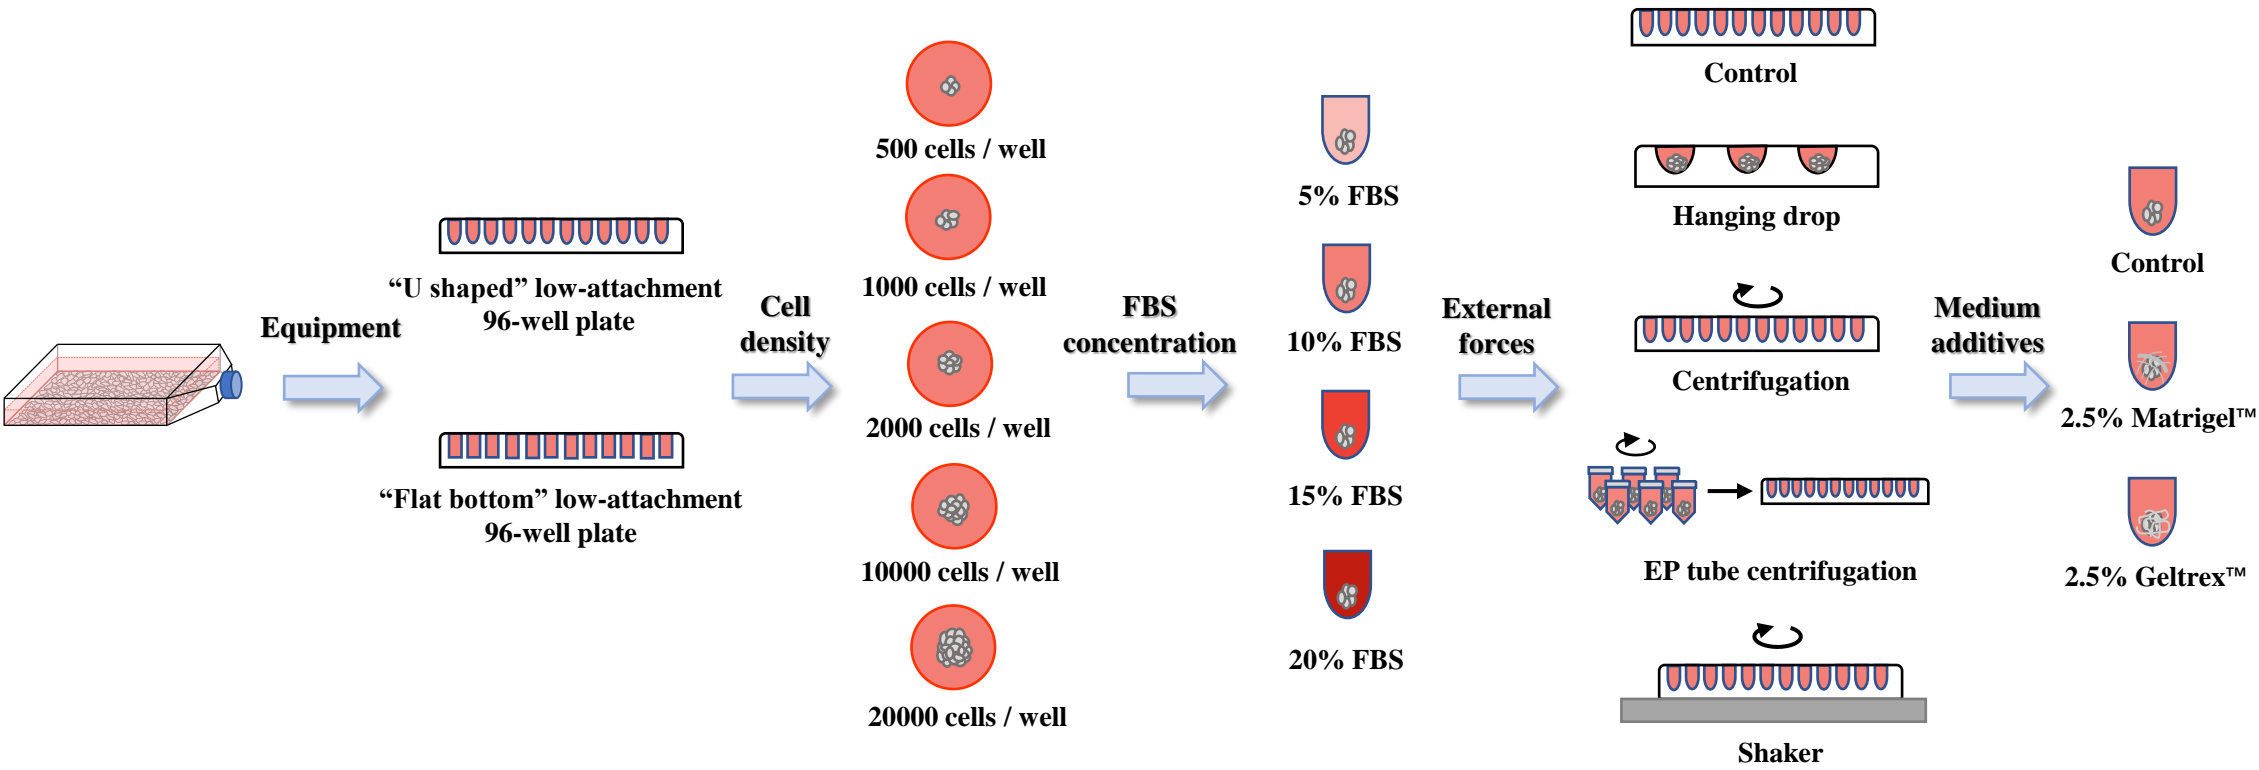 Equipment
“U shaped” low-attachment
96-well plate
“Flat bottom” low-attachment
96-well plate
Cell
density
500 cells / well
1000 cells / well
2000 cells / well
10000 cells / well
20000 cells / well
FBS
concentration
5% FBS
10% FBS
15% FBS
20% FBS
External
forces
Control
Hanging drop
Centrifugation
EP tube centrifugation
Shaker
Medium
additives
Control
2.5% Matrigel™
2.5% Geltrex™